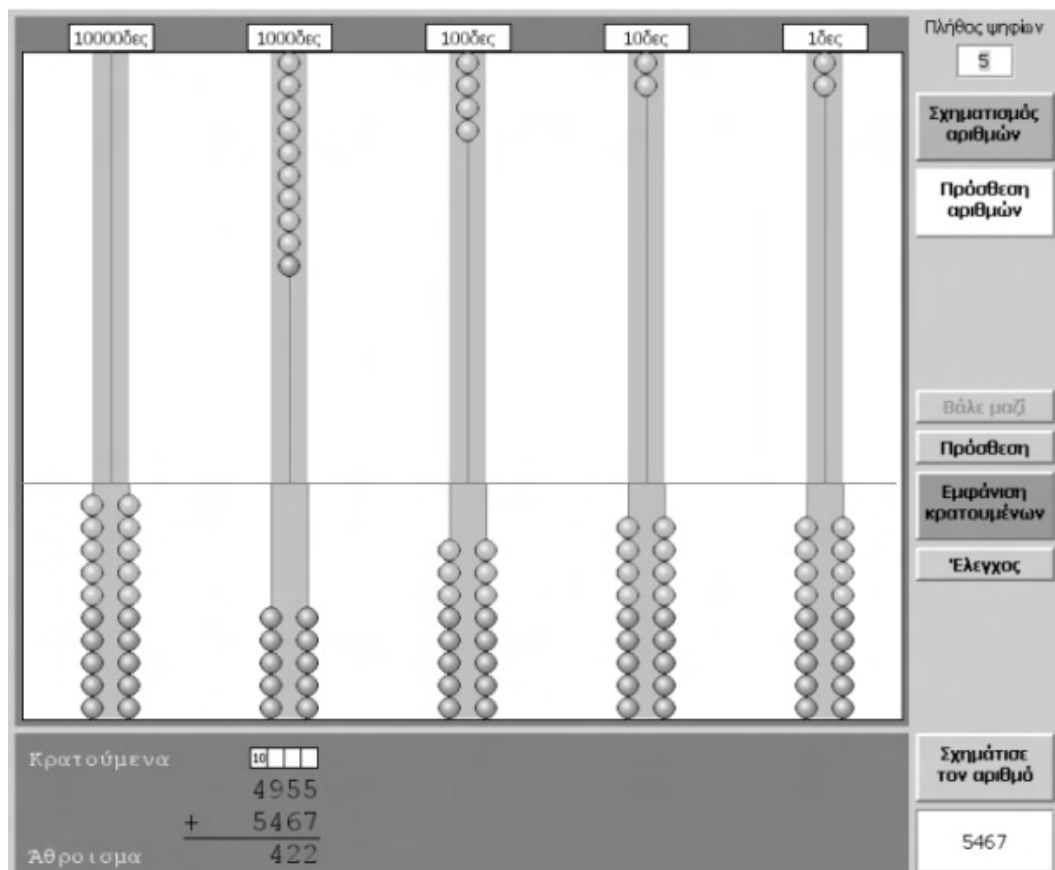 10000δες 1000δες 100δες 10δες 1δες
Πλήθος ψηφίων
5
Σχηματισμός
αριθμών
Πρόσθεση
αριθμών
Βάλε μαζί
Πρόσθεση
Εμφάνιση
κρατουμένων
Έλεγχος
Κρατούμενα 10
4955
+ 5467
Άθροισμα 422
Σχημάτισε
τον αριθμό
5467